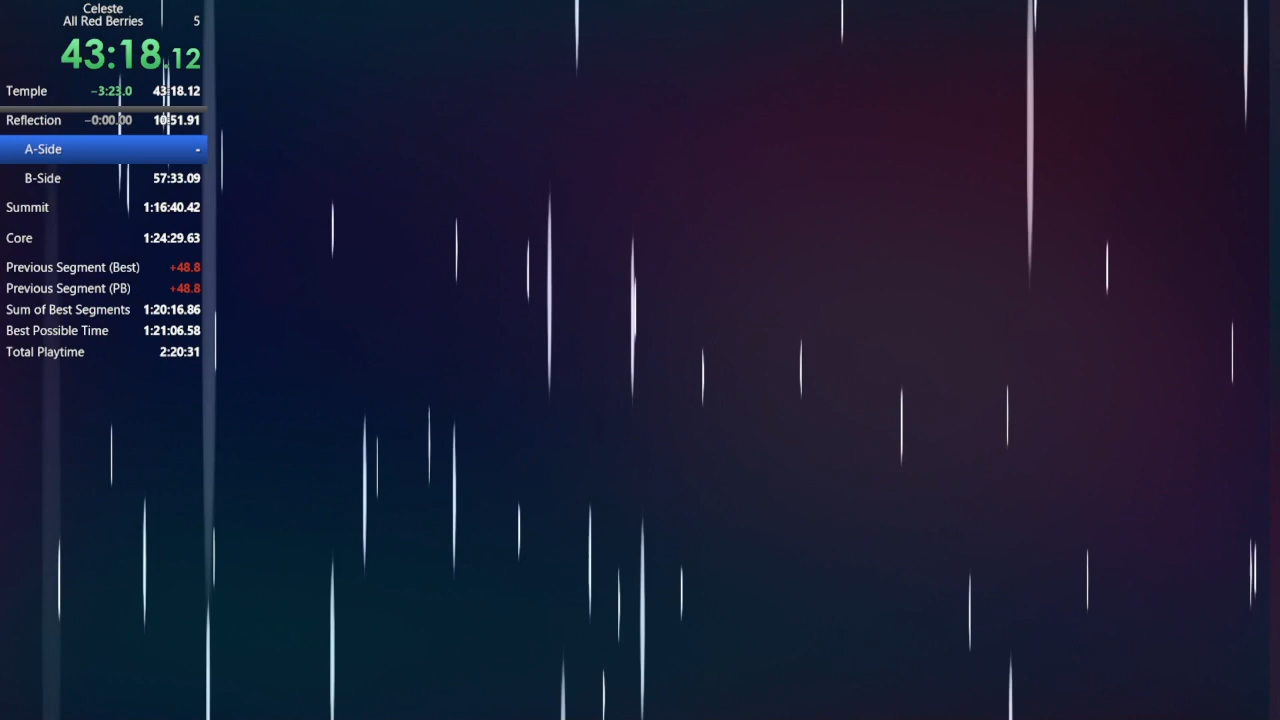 Celeste
All Red Berries 5
43:18.12
Temple -3:23.0 43:18.12
Reflection -0:00.00 10:51.91
A-Side -
B-Side 57:33.09
Summit 1:16:40.42
Core 1:24:29.63
Previous Segment (Best) +48.8
Previous Segment (PB) +48.8
Sum of Best Segments 1:20:16.86
Best Possible Time 1:21:06.58
Total Playtime 2:20:31